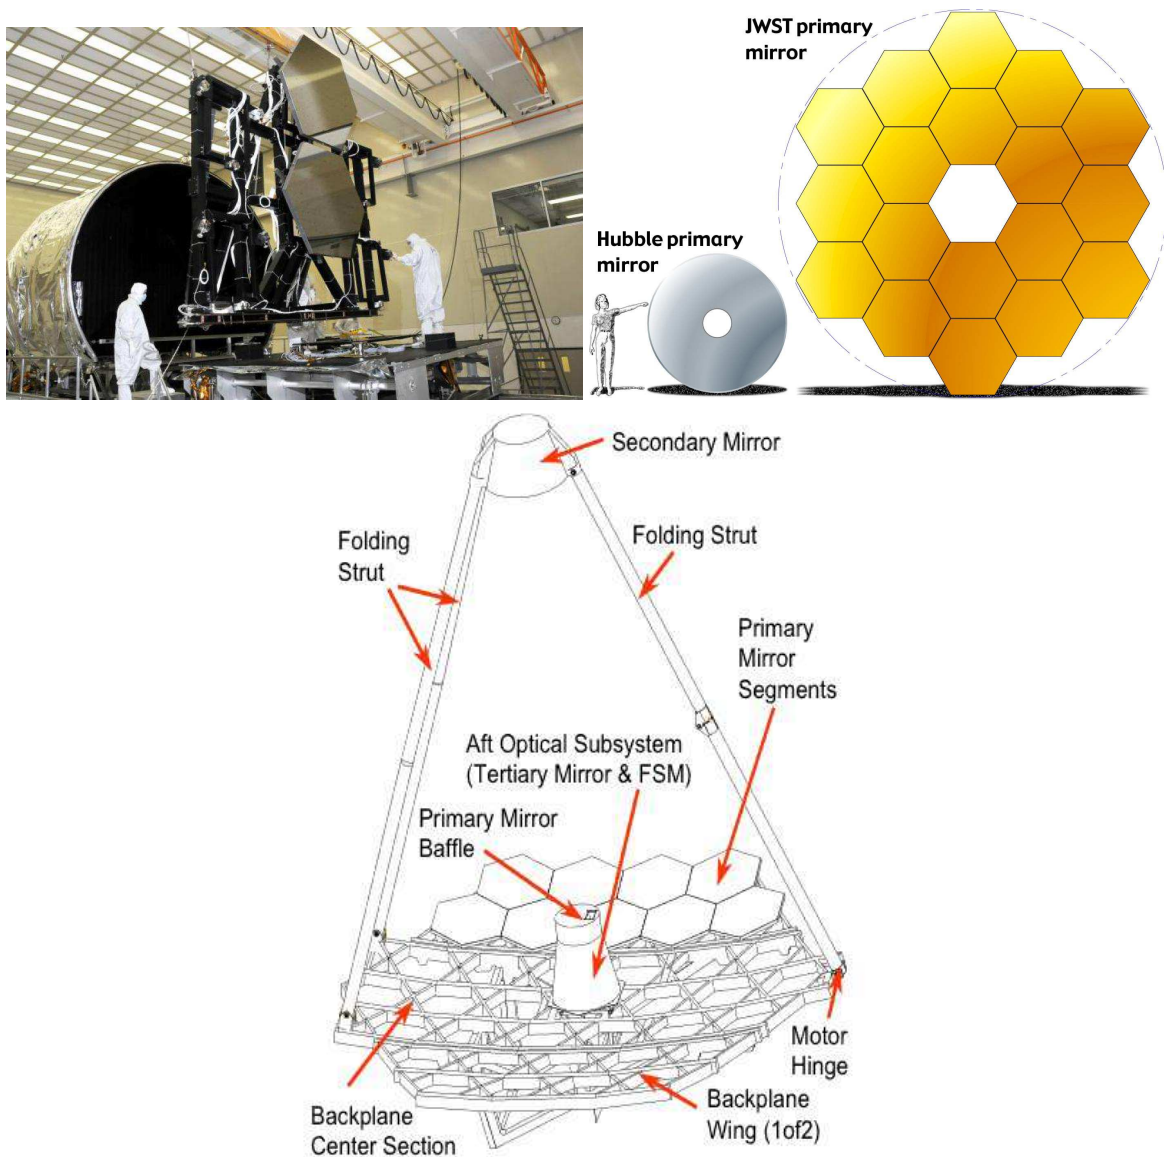 JWST primary
mirror
Hubble primary
mirror
Secondary Mirror
Folding
Strut
Folding Strut
Primary
Mirror
Segments
Aft Optical Subsystem
(Tertiary Mirror & FSM)
Primary Mirror
Baffle
Motor
Hinge
Backplane
Center Section
Backplane
Wing (1of2)